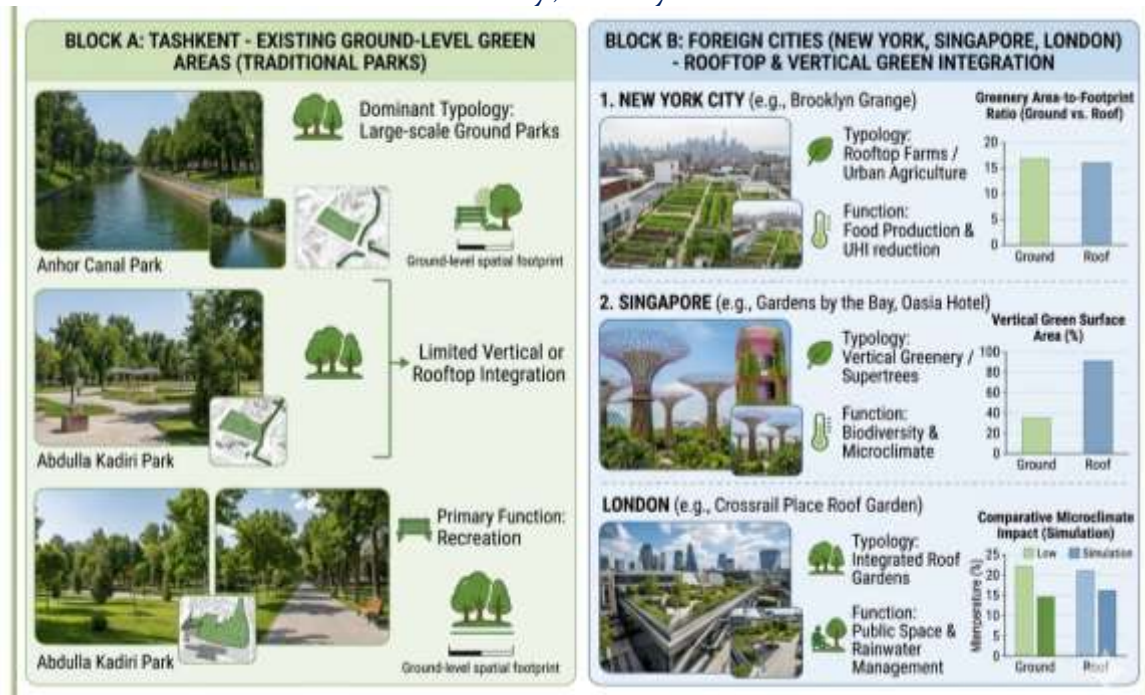 BLOCK A: TASHKENT - EXISTING GROUND-LEVEL GREEN
AREAS (TRADITIONAL PARKS)
Dominant Typology:
Large-scale Ground Parks
Anhor Canal Park
Ground-level spatial footprint
Limited Vertical or
Rooftop Integration
Abdulla Kadiri Park
Primary Function:
Recreation
Abdulla Kadiri Park
Ground-level spatial footprint
BLOCK B: FOREIGN CITIES (NEW YORK, SINGAPORE, LONDON)
- ROOFTOP & VERTICAL GREEN INTEGRATION
1. NEW YORK CITY (e.g., Brooklyn Grange)
Typology:
Rooftop Farms /
Urban Agriculture
Function:
Food Production &
UHI reduction
Greenery Area-to-Footprint
Ratio (Ground vs. Roof)
20
15
10
5
0
Ground Roof
2. SINGAPORE (e.g., Gardens by the Bay, Oasia Hotel)
Typology:
Vertical Greenery /
Supertrees
Function:
Biodiversity &
Microclimate
Vertical Green Surface
Area (%)
100
80
60
40
20
0
Ground Roof
LONDON (e.g., Crossrail Place Roof Garden)
Typology:
Integrated Roof
Gardens
Function:
Public Space &
Rainwater
Management
Comparative Microclimate
Impact (Simulation)
Low Simulation
25
20
15
10
5
0
Ground Roof